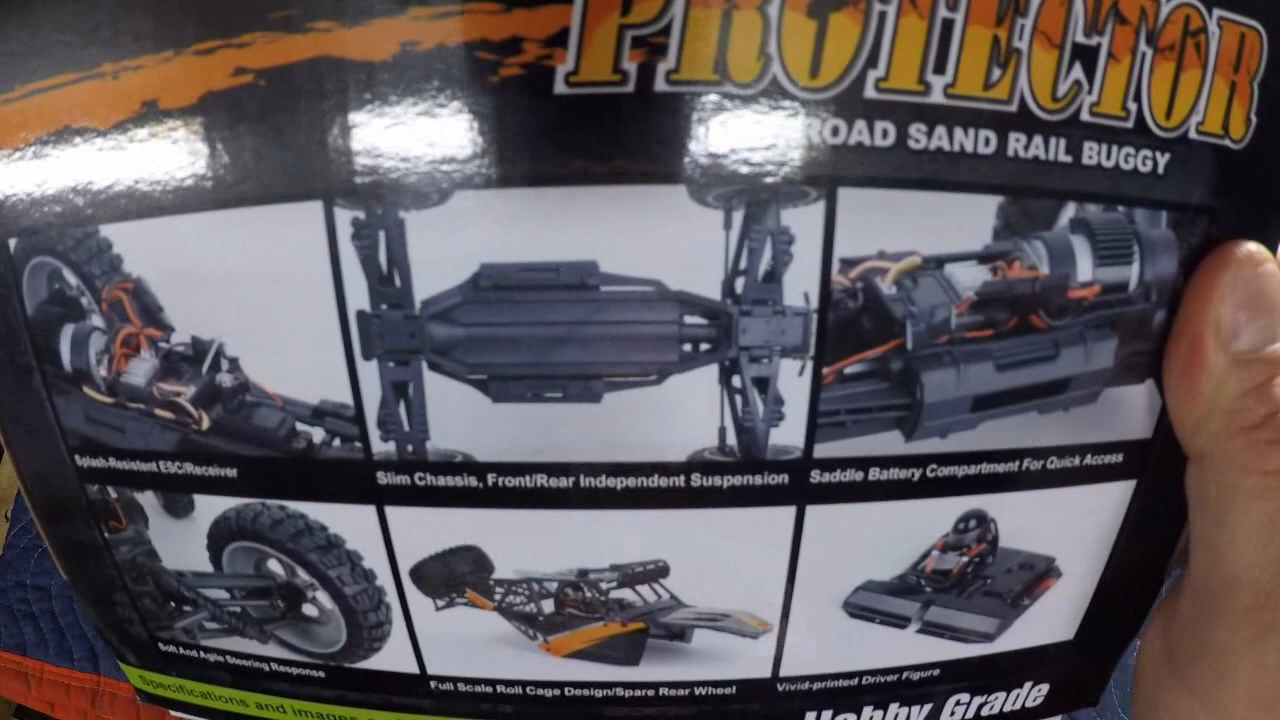 PROTECTOR
ROAD SAND RAIL BUGGY
Splash-Resistent ESC/Receiver
Slim Chassis, Front/Rear Independent Suspension
Saddle Battery Compartment For Quick Access
Soft And Agile Steering Response
Full Scale Roll Cage Design/Spare Rear Wheel
Vivid-printed Driver Figure
Specifications and images
Hobby Grade